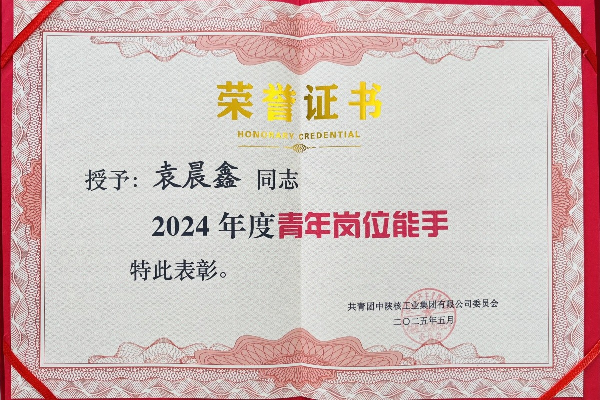 荣誉证书
HONORARY CREDENTIAL
授予：袁晨鑫 同志
2024年度青年岗位能手
特此表彰。
共青团中陕核工业集团有限公司委员会
二〇二五年五月